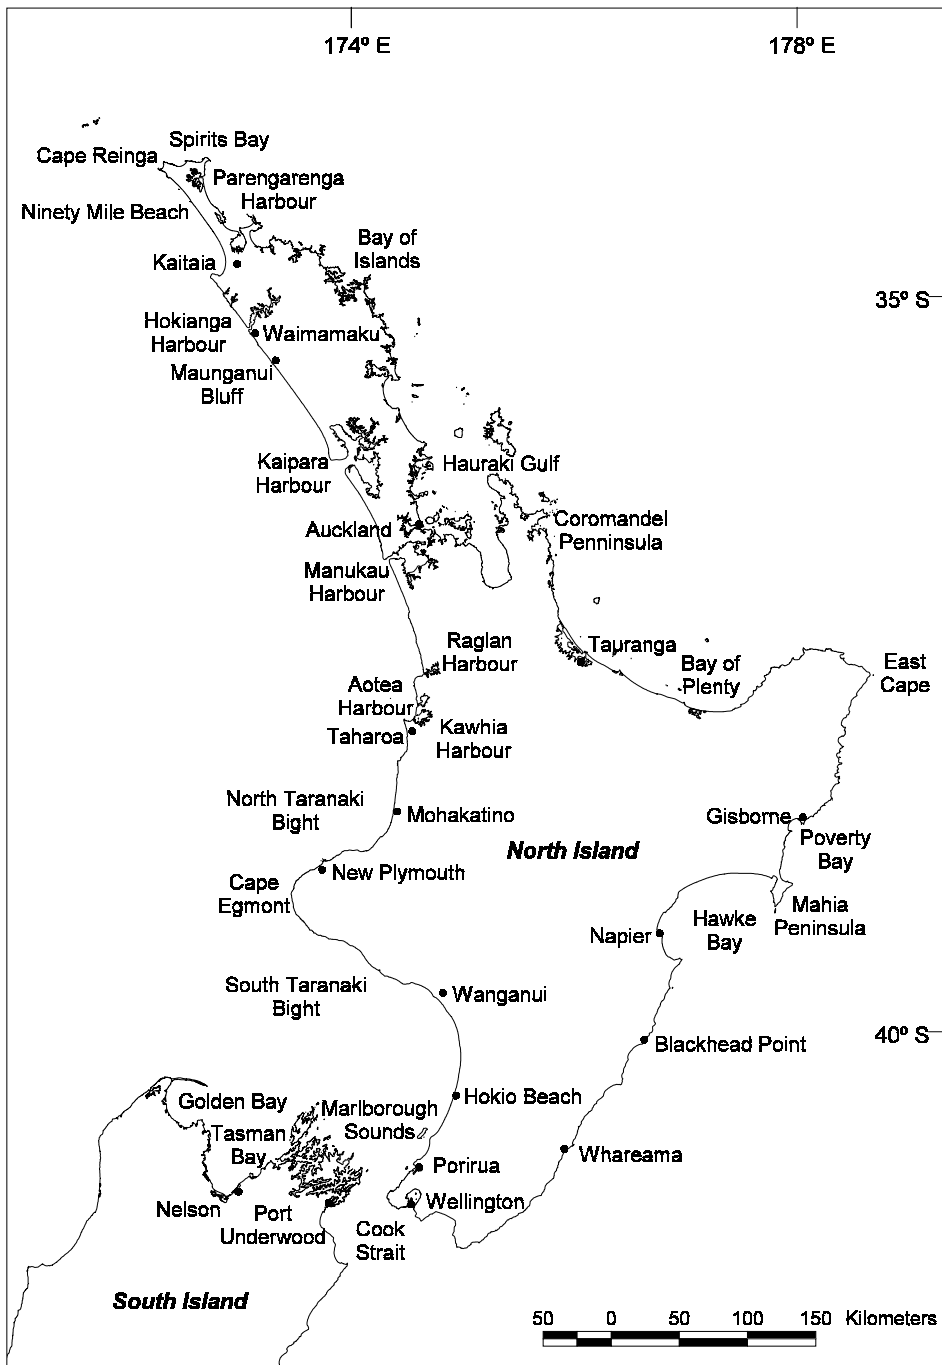 174º E
178º E
Spirits Bay
Cape Reinga
Parengarenga
Harbour
Ninety Mile Beach
Bay of
Islands
Kaitaia
35º S
Hokianga
Harbour
Waimamaku
Maunganui
Bluff
Kaipara
Harbour
Hauraki Gulf
Auckland
Coromandel
Penninsula
Manukau
Harbour
Raglan
Harbour
Tauranga
Bay of
Plenty
East
Cape
Aotea
Harbour
Taharoa
Kawhia
Harbour
North Taranaki
Bight
Mohakatino
Gisborne
Poverty
Bay
North Island
New Plymouth
Cape
Egmont
Mahia
Peninsula
Hawke
Bay
Napier
South Taranaki
Bight
Wanganui
40º S
Blackhead Point
Golden Bay
Hokio Beach
Marlborough
Sounds
Tasman
Bay
Whareama
Porirua
Nelson
Port
Underwood
Wellington
Cook
Strait
South Island
50 0 50 100 150 Kilometers